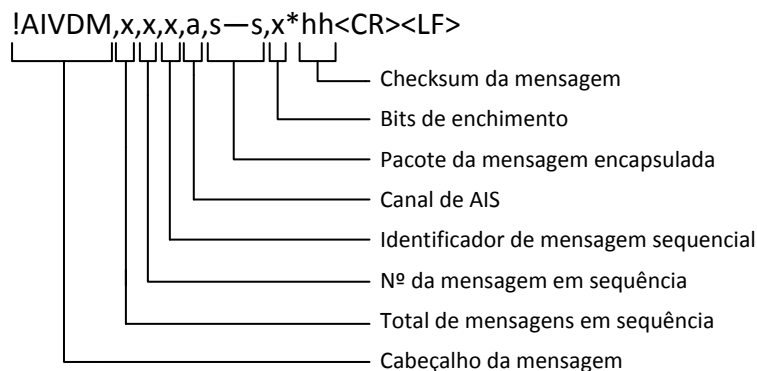 !AIVDM,x,x,x,a,s—s,x*hh<CR><LF>
Checksum da mensagem
Bits de enchimento
Pacote da mensagem encapsulada
Canal de AIS
Identificador de mensagem sequencial
Nº da mensagem em sequência
Total de mensagens em sequência
Cabeçalho da mensagem